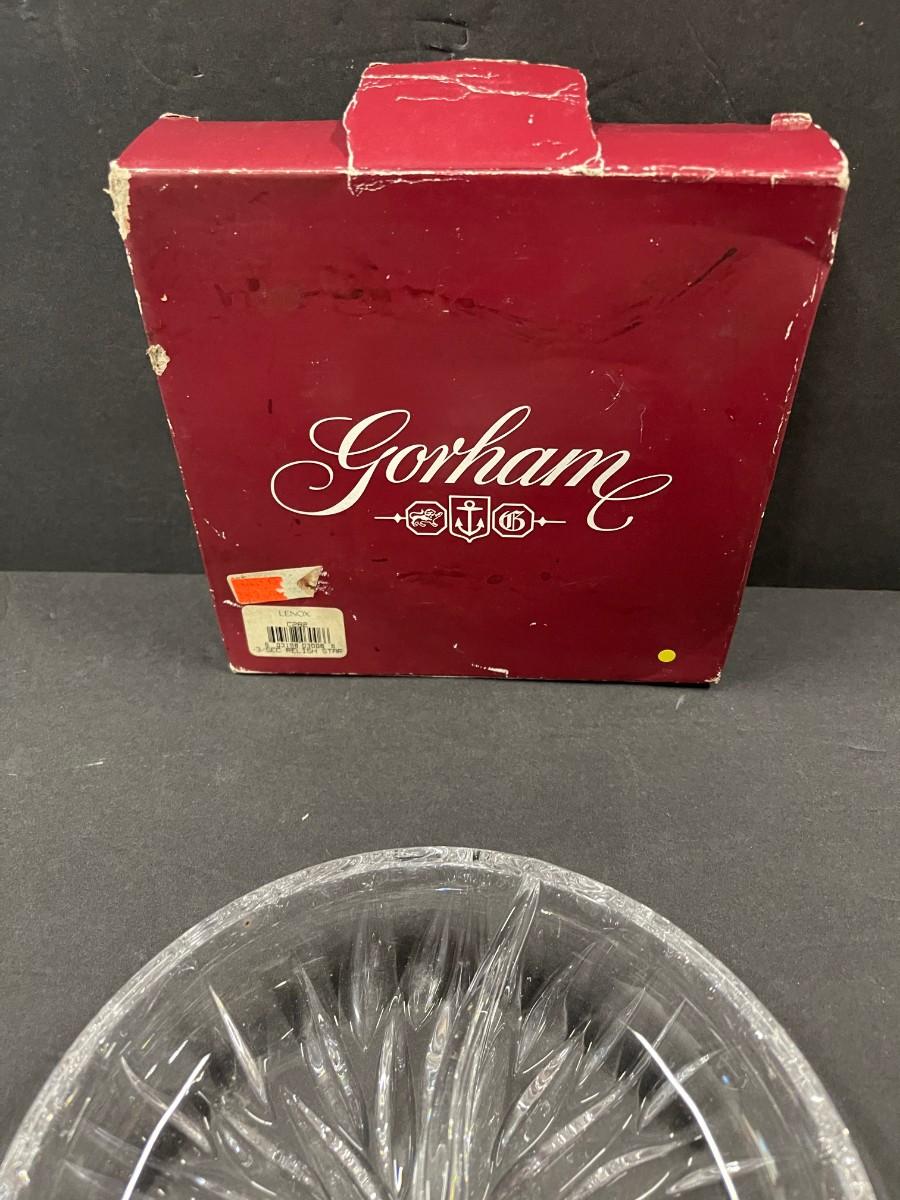 Gorham
G
LENOX
3/SEC RELISH STAR